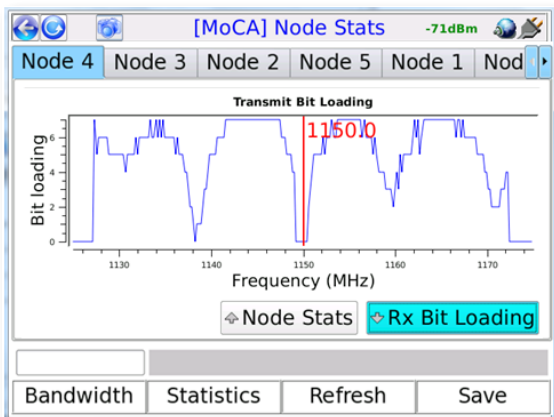 [MoCA] Node Stats -71dBm
Node 4 Node 3 Node 2 Node 5 Node 1 Nod
Transmit Bit Loading
1150.0
Bit loading
6
4
2
0
1130 1140 1150 1160 1170
Frequency (MHz)
Node Stats Rx Bit Loading
Bandwidth Statistics Refresh Save